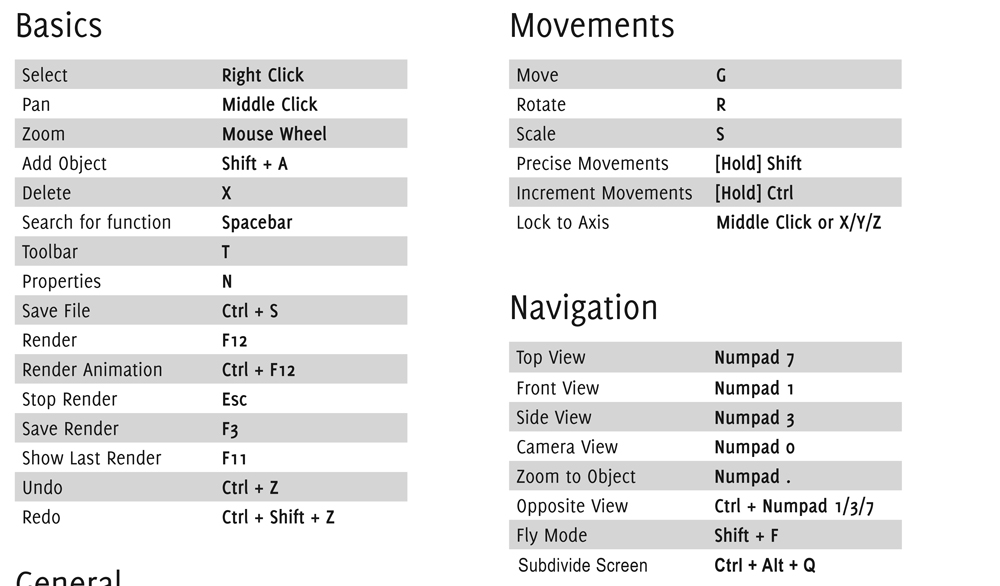 Basics
Select Right Click
Pan Middle Click
Zoom Mouse Wheel
Add Object Shift + A
Delete X
Search for function Spacebar
Toolbar T
Properties N
Save File Ctrl + S
Render F12
Render Animation Ctrl + F12
Stop Render Esc
Save Render F3
Show Last Render F11
Undo Ctrl + Z
Redo Ctrl + Shift + Z
General
Movements
Move G
Rotate R
Scale S
Precise Movements [Hold] Shift
Increment Movements [Hold] Ctrl
Lock to Axis Middle Click or X/Y/Z
Navigation
Top View Numpad 7
Front View Numpad 1
Side View Numpad 3
Camera View Numpad 0
Zoom to Object Numpad .
Opposite View Ctrl + Numpad 1/3/7
Fly Mode Shift + F
Subdivide Screen Ctrl + Alt + Q